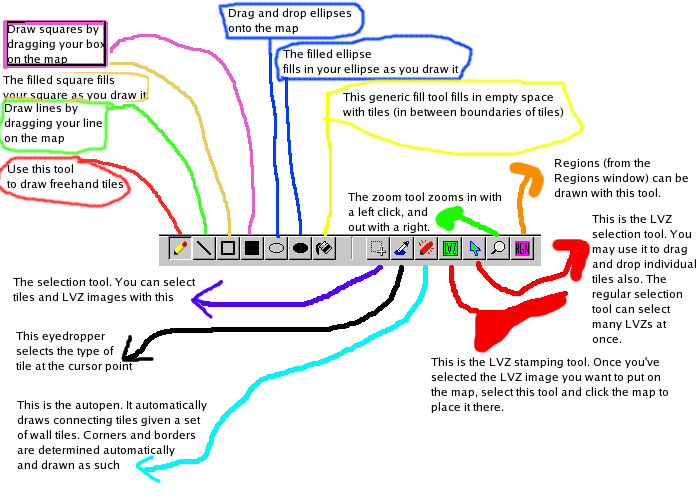 Draw squares by
dragging your box
on the map
The filled square fills
your square as you draw it
Draw lines by
dragging your line
on the map
Use this tool
to draw freehand tiles
Drag and drop ellipses
onto the map
The filled ellipse
fills in your ellipse as you draw it
This generic fill tool fills in empty space
with tiles (in between boundaries of tiles)
The zoom tool zooms in with
a left click, and
out with a right.
Regions (from the
Regions window) can be
drawn with this tool.
This is the LVZ
selection tool. You
may use it to drag
and drop individual
tiles also. The
regular selection
tool can select
many LVZs at
once.
LVZ
RGN
The selection tool. You can select
tiles and LVZ images with this
This eyedropper
selects the type of
tile at the cursor point
This is the LVZ stamping tool. Once you've
selected the LVZ image you want to put on
the map, select this tool and click the map to
place it there.
This is the autopen. It automatically
draws connecting tiles given a set
of wall tiles. Corners and borders
are determined automatically
and drawn as such